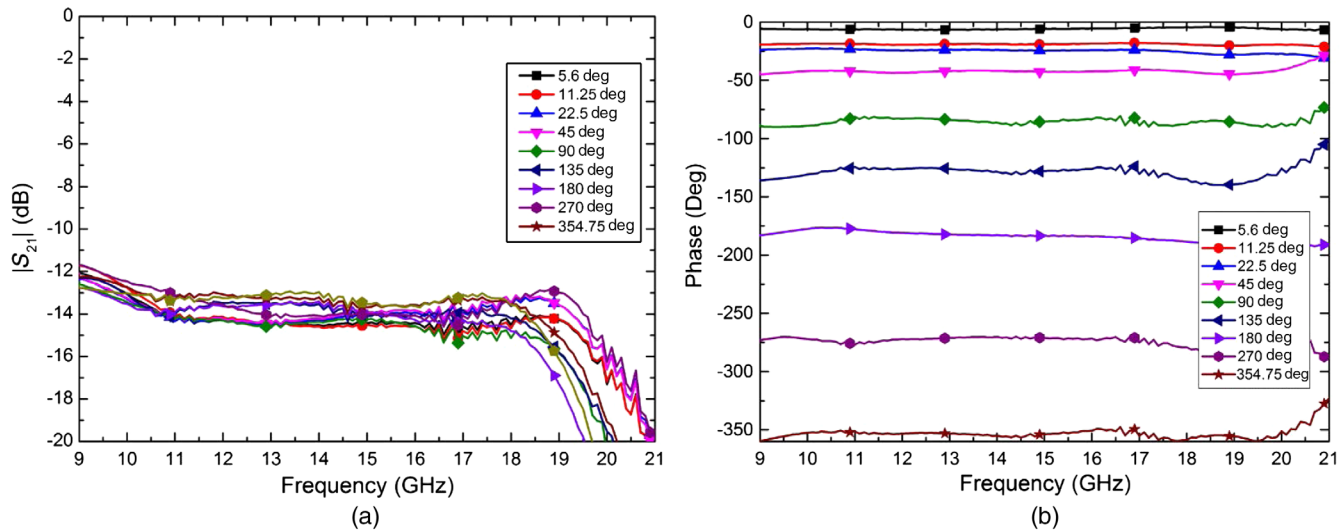 0
-2
-4
-6
-8
-10
-12
-14
-16
-18
-20
|S21| (dB)
9 10 11 12 13 14 15 16 17 18 19 20 21
Frequency (GHz)
5.6 deg
11.25 deg
22.5 deg
45 deg
90 deg
135 deg
180 deg
270 deg
354.75 deg
(a)
0
-50
-100
-150
-200
-250
-300
-350
Phase (Deg)
9 10 11 12 13 14 15 16 17 18 19 20 21
Frequency (GHz)
5.6 deg
11.25 deg
22.5 deg
45 deg
90 deg
135 deg
180 deg
270 deg
354.75 deg
(b)